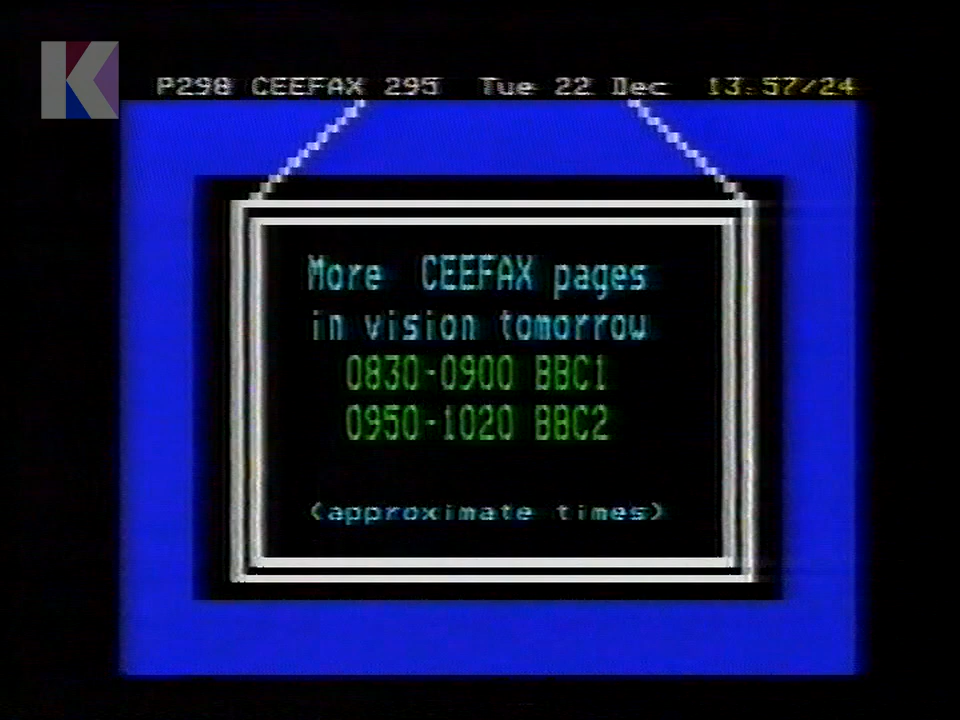 K
P298 CEEFAX 295 Tue 22 Dec 13:57/24
More CEEFAX pages
in vision tomorrow
0830-0900 BBC1
0950-1020 BBC2
(approximate times)